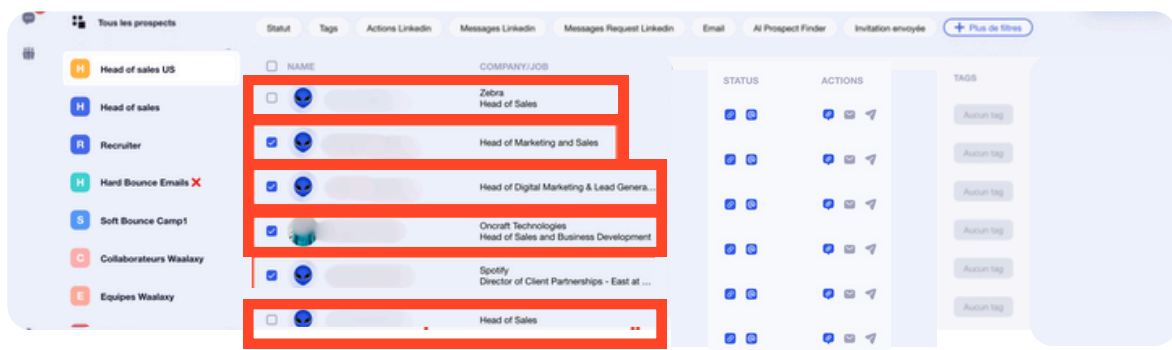 Tous les prospects
Statut Tags Actions Linkedin Messages Linkedin Messages Request Linkedin Email AI Prospect Finder Invitation envoyée + Plus de filtres
H Head of sales US
H Head of sales
R Recruiter
H Hard Bounce Emails ❌
S Soft Bounce Camp1
C Collaborateurs Waalaxy
E Equipes Waalaxy
NAME COMPANY/JOB STATUS ACTIONS TAGS
Zebra
Head of Sales
Aucun tag
Head of Marketing and Sales
Aucun tag
Head of Digital Marketing & Lead Genera...
Aucun tag
Oncraft Technologies
Head of Sales and Business Development
Aucun tag
Spotify
Director of Client Partnerships - East at ...
Aucun tag
Head of Sales
Aucun tag